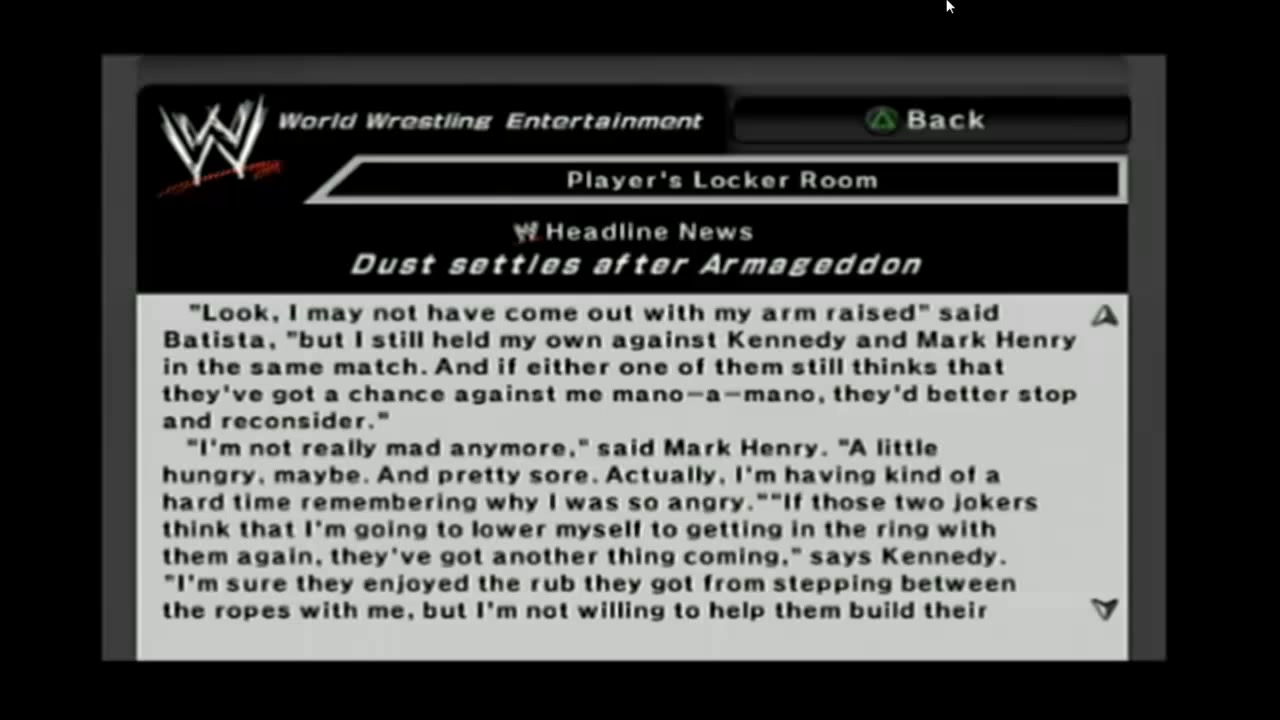 World Wrestling Entertainment
Back
Player's Locker Room
Headline News
Dust settles after Armageddon
"Look, I may not have come out with my arm raised" said
Batista, "but I still held my own against Kennedy and Mark Henry
in the same match. And if either one of them still thinks that
they've got a chance against me mano-a-mano, they'd better stop
and reconsider."
"I'm not really mad anymore," said Mark Henry. "A little
hungry, maybe. And pretty sore. Actually, I'm having kind of a
hard time remembering why I was so angry.""If those two jokers
think that I'm going to lower myself to getting in the ring with
them again, they've got another thing coming," says Kennedy.
"I'm sure they enjoyed the rub they got from stepping between
the ropes with me, but I'm not willing to help them build their